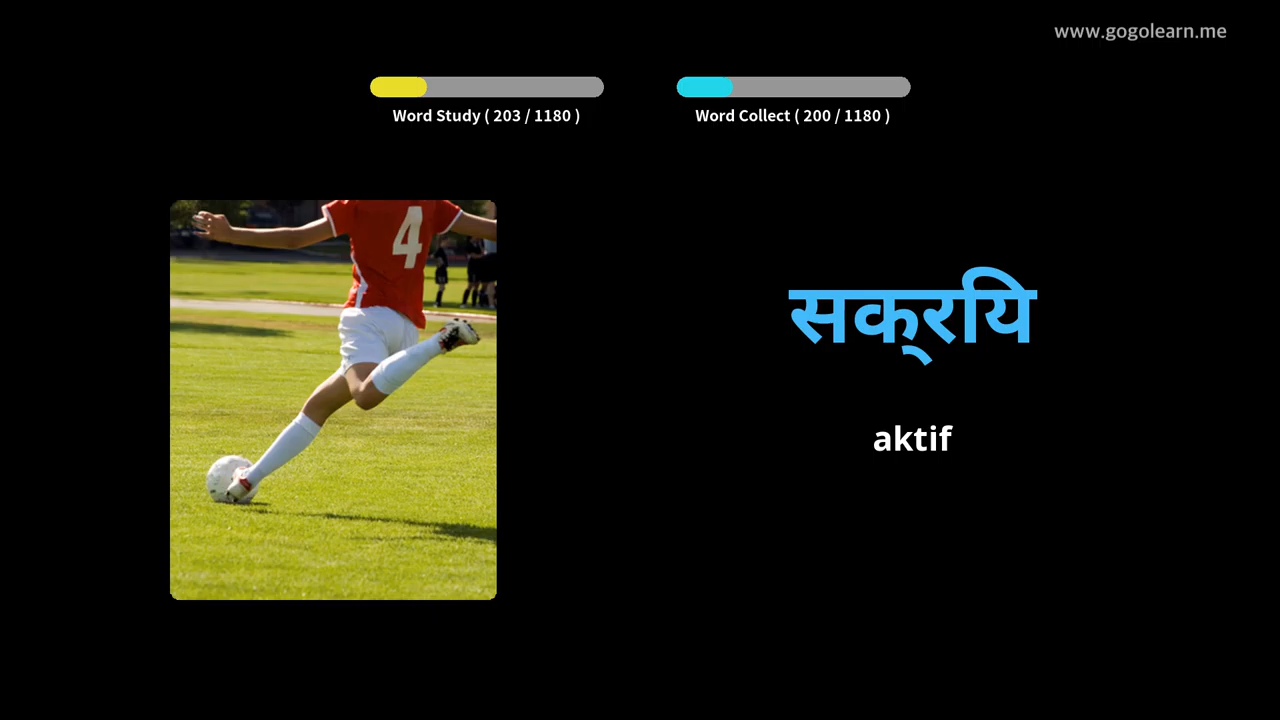 www.gogolearn.me
Word Study ( 203 / 1180 )
Word Collect ( 200 / 1180 )
4
सक्रयि
aktif